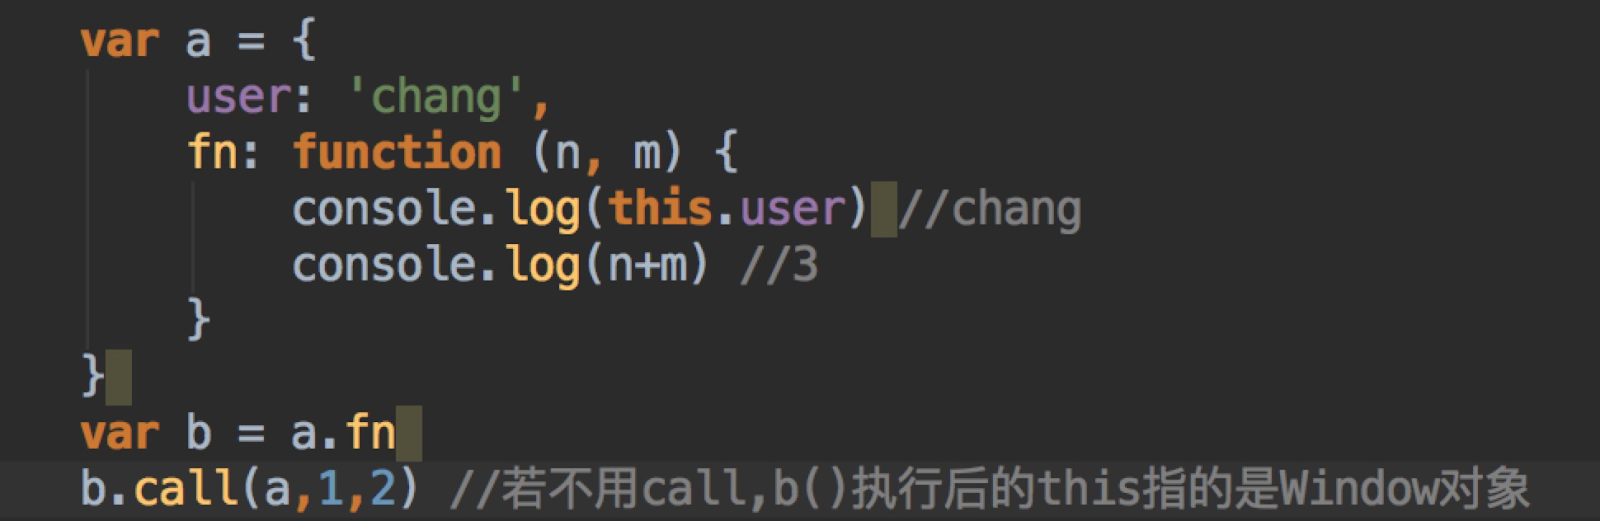 var a = {
    user: 'chang',
    fn: function (n, m) {
        console.log(this.user) //chang
        console.log(n+m) //3
    }
}
var b = a.fn
b.call(a,1,2) //若不用call,b()执行后的this指的是Window对象